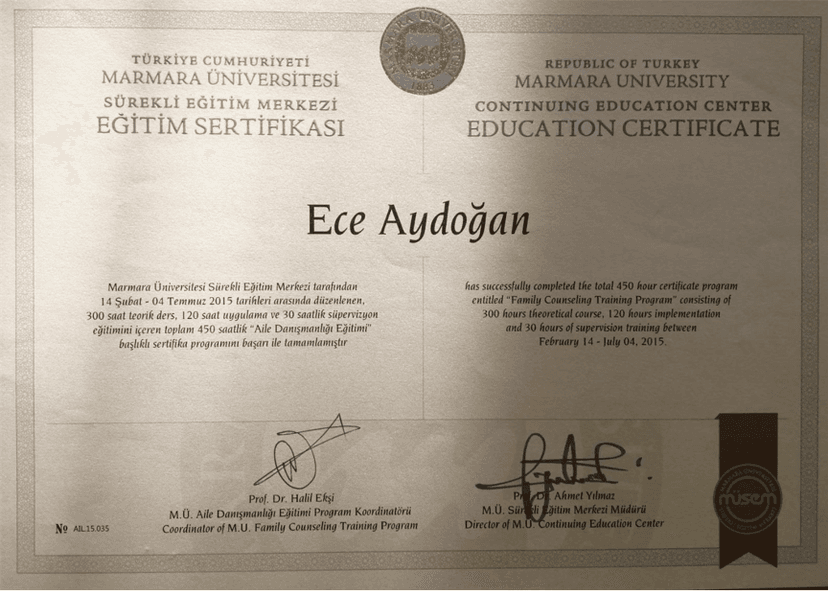 TÜRKİYE CUMHURİYETİ
MARMARA ÜNİVERSİTESİ
SÜREKLİ EĞİTİM MERKEZİ
EĞİTİM SERTİFİKASI
REPUBLIC OF TURKEY
MARMARA UNIVERSITY
CONTINUING EDUCATION CENTER
EDUCATION CERTIFICATE
1883
Ece Aydoğan
Marmara Üniversitesi Sürekli Eğitim Merkezi tarafından
14 Şubat - 04 Temmuz 2015 tarihleri arasında düzenlenen,
300 saat teorik ders, 120 saat uygulama ve 30 saatlik süpervizyon
eğitimini içeren toplam 450 saatlik "Aile Danışmanlığı Eğitimi"
başlıklı sertifika programını başarı ile tamamlamıştır
has successfully completed the total 450 hour certificate program
entitled "Family Counseling Training Program" consisting of
300 hours theoretical course, 120 hours implementation
and 30 hours of supervision training between
February 14 - July 04, 2015.
Prof. Dr. Halil Ekşi
M.Ü. Aile Danışmanlığı Eğitimi Program Koordinatörü
Coordinator of M.U. Family Counseling Training Program
Prof. Dr. Ahmet Yılmaz
M.Ü. Sürekli Eğitim Merkezi Müdürü
Director of M.U. Continuing Education Center
№ AIL.15.035
musem